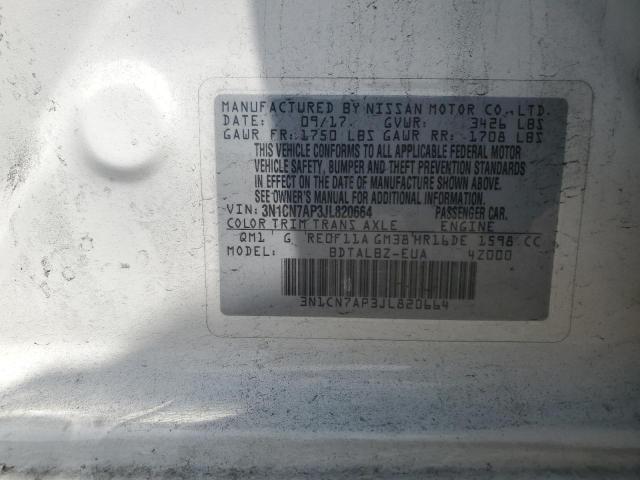 MANUFACTURED BY NISSAN MOTOR CO.,LTD.
DATE: 09/17 GVWR: 3426 LBS
GAWR FR: 1750 LBS GAWR RR: 1708 LBS
THIS VEHICLE CONFORMS TO ALL APPLICABLE FEDERAL MOTOR
VEHICLE SAFETY, BUMPER AND THEFT PREVENTION STANDARDS
IN EFFECT ON THE DATE OF MANUFACTURE SHOWN ABOVE.
SEE OWNER'S MANUAL FOR TIRE PRESSURE INFORMATION.
VIN: 3N1CN7AP3JL820664 PASSENGER CAR.
COLOR TRIM TRANS AXLE ENGINE
QM1 G RE0F11A GM38 HR16DE 1598 CC
MODEL: BDTALBZ-EUA 4Z000
3N1CN7AP3JL820664